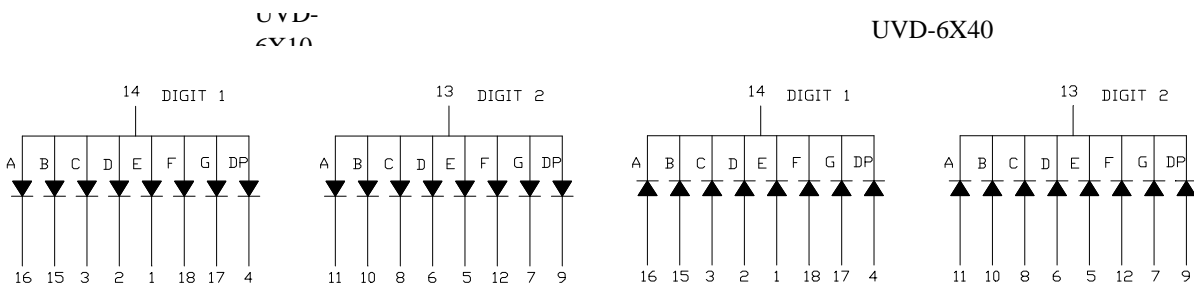 UVD-
6X10
UVD-6X40
14 DIGIT 1
13 DIGIT 2
14 DIGIT 1
13 DIGIT 2
A B C D E F G DP
A B C D E F G DP
A B C D E F G DP
A B C D E F G DP
16 15 3 2 1 18 17 4
11 10 8 6 5 12 7 9
16 15 3 2 1 18 17 4
11 10 8 6 5 12 7 9